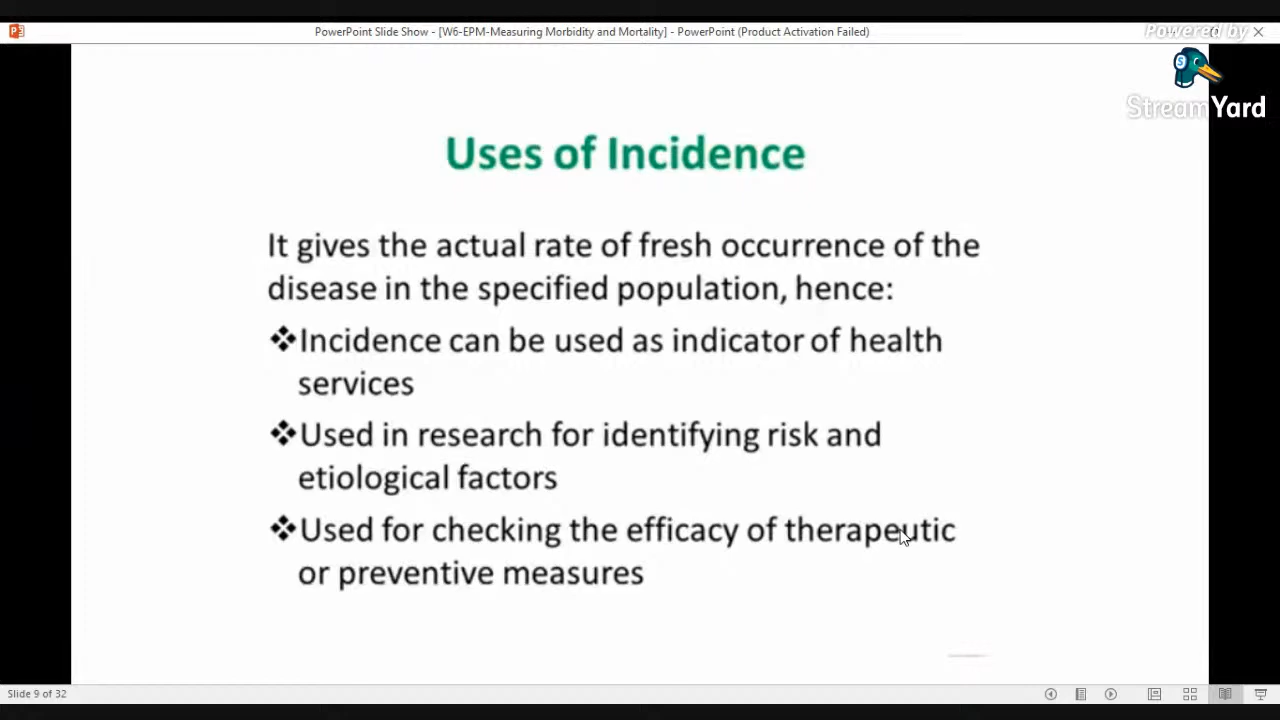 PowerPoint Slide Show - [W6-EPM-Measuring Morbidity and Mortality] - PowerPoint (Product Activation Failed)
Powered by
StreamYard
Uses of Incidence
It gives the actual rate of fresh occurrence of the
disease in the specified population, hence:
❖Incidence can be used as indicator of health
services
❖Used in research for identifying risk and
etiological factors
❖Used for checking the efficacy of therapeutic
or preventive measures
Slide 9 of 32